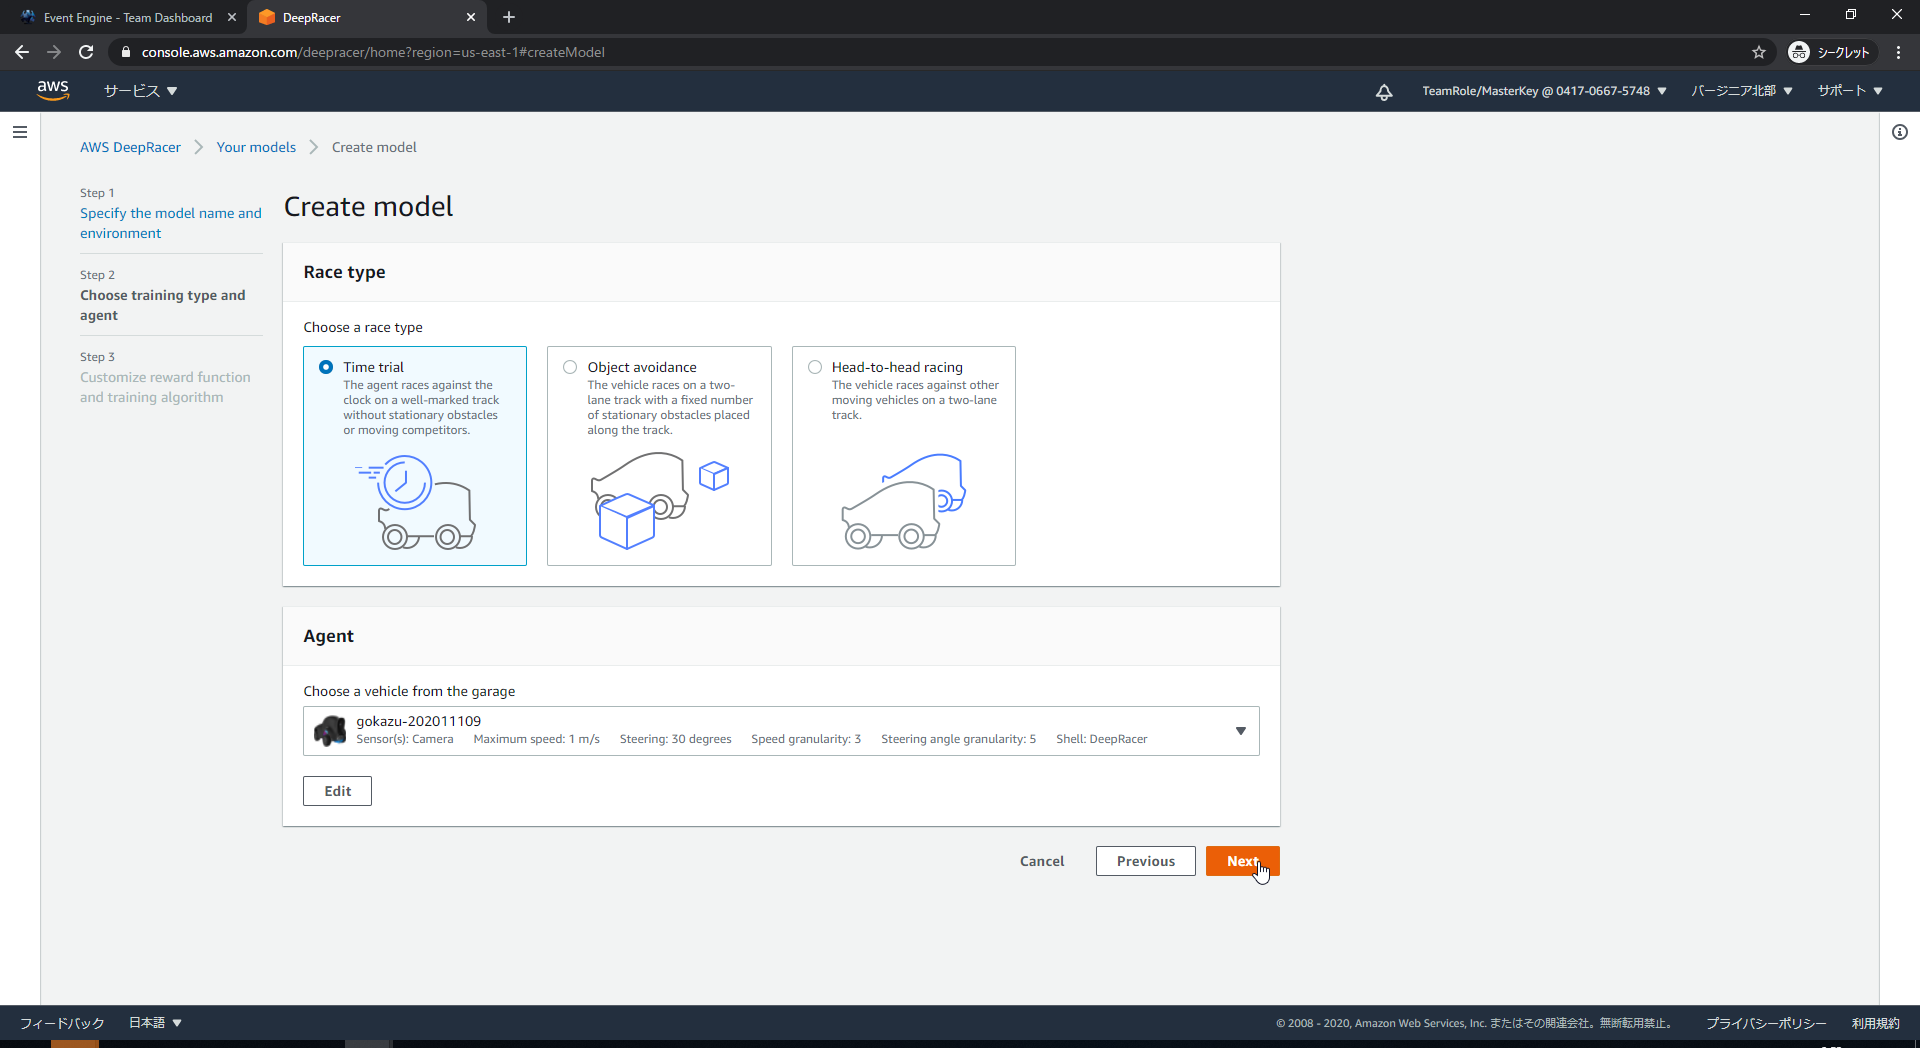 Event Engine - Team Dashboard
DeepRacer
console.aws.amazon.com/deepracer/home?region=us-east-1#createModel
シークレット
aws
サービス
TeamRole/MasterKey @ 0417-0667-5748
バージニア北部
サポート
AWS DeepRacer
Your models
Create model
Step 1
Specify the model name and
environment
Step 2
Choose training type and
agent
Step 3
Customize reward function
and training algorithm
Create model
Race type
Choose a race type
Time trial
The agent races against the
clock on a well-marked track
without stationary obstacles
or moving competitors.
Object avoidance
The vehicle races on a two-
lane track with a fixed number
of stationary obstacles placed
along the track.
Head-to-head racing
The vehicle races against other
moving vehicles on a two-lane
track.
Agent
Choose a vehicle from the garage
gokazu-202011109
Sensor(s): Camera Maximum speed: 1 m/s Steering: 30 degrees Speed granularity: 3 Steering angle granularity: 5 Shell: DeepRacer
Edit
Cancel
Previous
Next
フィードバック
日本語
© 2008 - 2020, Amazon Web Services, Inc. またはその関連会社。無断転用禁止。
プライバシーポリシー
利用規約